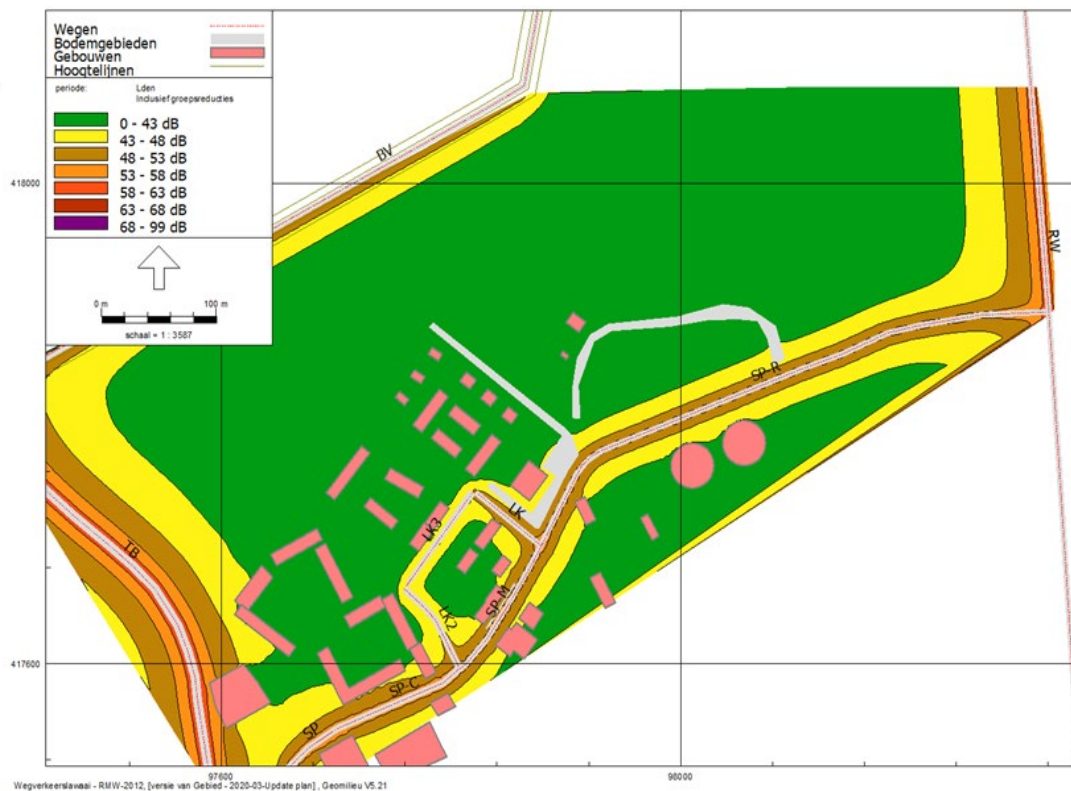 Wegen
Bodemgebieden
Gebouwen
Hoogtelijnen
periode: Lden
Inclusief groepsreducties
0 - 43 dB
43 - 48 dB
48 - 53 dB
53 - 58 dB
58 - 63 dB
63 - 68 dB
68 - 99 dB
0 m 100 m
schaal = 1 : 3587
BV
418000
RW
SP-R
LK
LK3
TB
SP-M
LK2
417600
SP-C
SP
97600 98000
Wegverkeerslawaai - RMW-2012, [versie van Gebied - 2020-03-Update plan] , Geomilieu V5.21